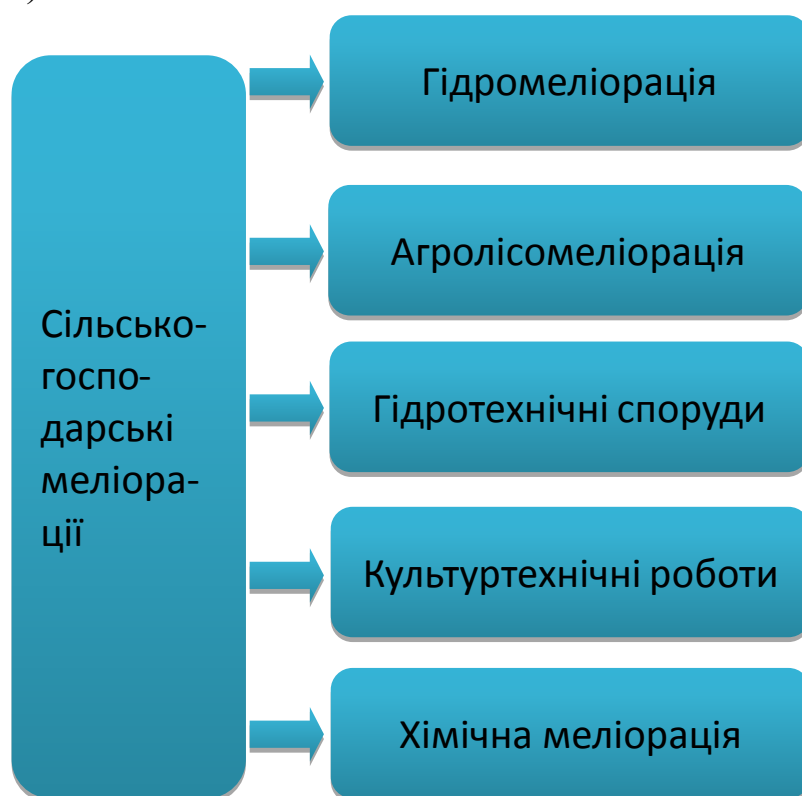 Сільсько-
госпо-
дарські
меліора-
ції
Гідромеліорація
Агролісомеліорація
Гідротехнічні споруди
Культуртехнічні роботи
Хімічна меліорація